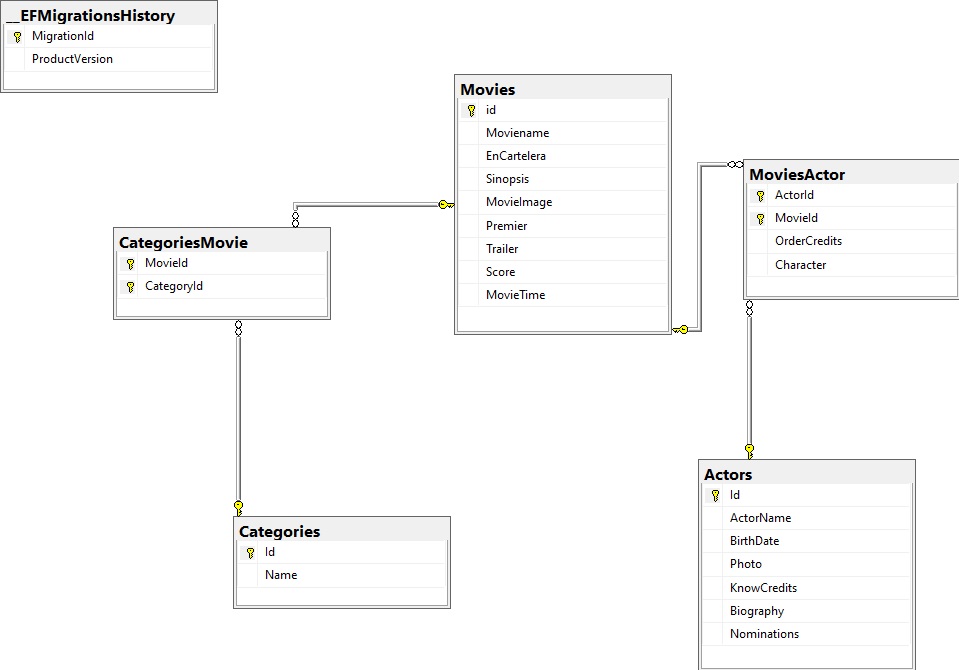 __EFMigrationsHistory
MigrationId
ProductVersion
Movies
id
Moviename
EnCartelera
Sinopsis
MovieImage
Premier
Trailer
Score
MovieTime
MoviesActor
ActorId
MovieId
OrderCredits
Character
CategoriesMovie
MovieId
CategoryId
Categories
Id
Name
Actors
Id
ActorName
BirthDate
Photo
KnowCredits
Biography
Nominations